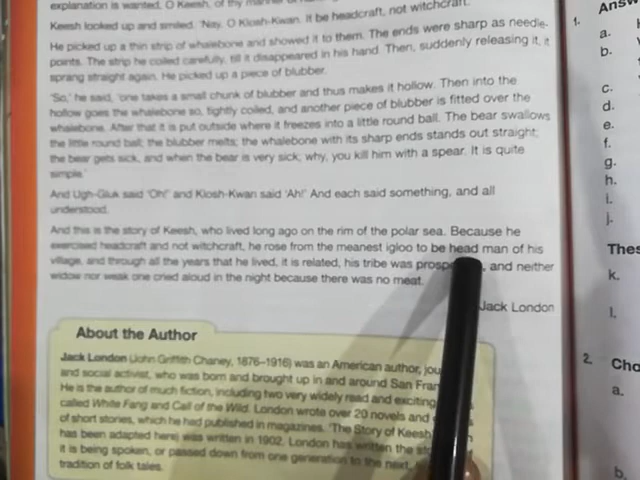 explanation is wanted, O Keesh, of thy manner of
Keesh looked up and smiled. 'Nay, O Klosh-Kwan. It be headcraft, not witchcraft.
He picked up a thin strip of whalebone and showed it to them. The ends were sharp as needle-
points. The strip he coiled carefully, till it disappeared in his hand. Then, suddenly releasing it, it
sprang straight again. He picked up a piece of blubber.
'So,' he said, 'one takes a small chunk of blubber and thus makes it hollow. Then into the
hollow goes the whalebone so, tightly coiled, and another piece of blubber is fitted over the
whalebone. After that it is put outside where it freezes into a little round ball. The bear swallows
the little round ball; the blubber melts; the whalebone with its sharp ends stands out straight;
the bear gets sick, and when the bear is very sick; why, you kill him with a spear. It is quite
simple.'
And Ugh-Gluk said 'Oh!' and Klosh-Kwan said 'Ah!' And each said something, and all
understood.
And this is the story of Keesh, who lived long ago on the rim of the polar sea. Because he
exercised headcraft and not witchcraft, he rose from the meanest igloo to be head man of his
village, and through all the years that he lived, it is related, his tribe was prosp , and neither
widow nor weak one cried aloud in the night because there was no meat.
Jack London
About the Author
Jack London (John Griffith Chaney, 1876–1916) was an American author, jou
and social activist, who was born and brought up in and around San Fran
He is the author of much fiction, including two very widely read and exciting
called White Fang and Call of the Wild. London wrote over 20 novels and
of short stories, which he had published in magazines. 'The Story of Keesh
has been adapted here) was written in 1902. London has written the sto
it is being spoken, or passed down from one generation to the next,
tradition of folk tales.
1. Answ
a.
b.
c.
d.
e.
f.
g.
h.
i.
j.
Thes
k.
l.
2. Cho
a.
b.